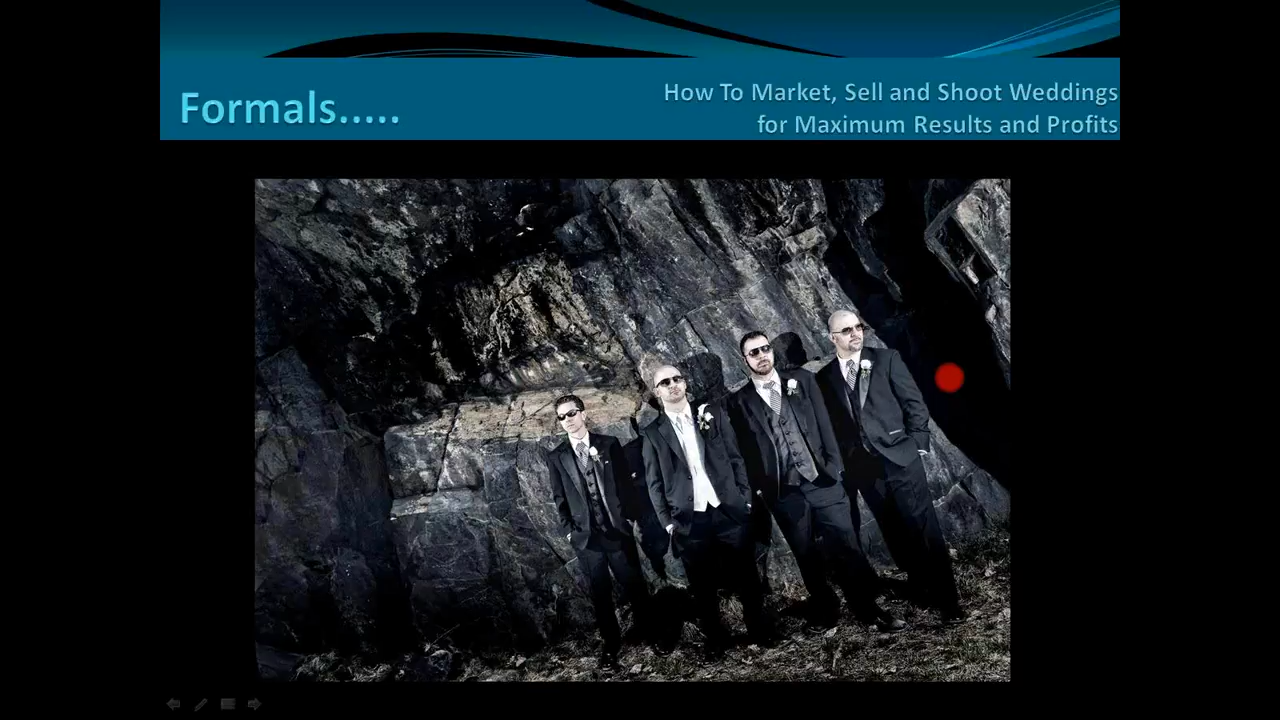 Formals.....
How To Market, Sell and Shoot Weddings
for Maximum Results and Profits